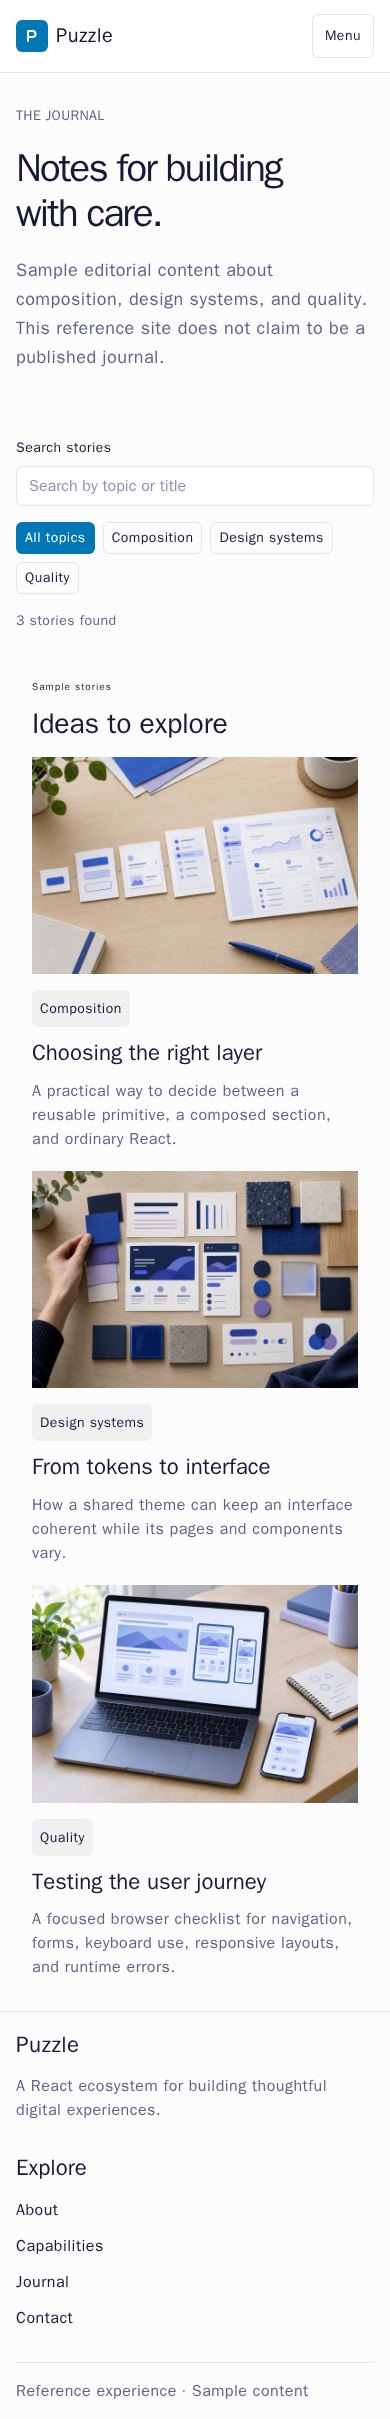 P Puzzle
Menu
THE JOURNAL
Notes for building
with care.
Sample editorial content about
composition, design systems, and quality.
This reference site does not claim to be a
published journal.
Search stories
Search by topic or title
All topics
Composition
Design systems
Quality
3 stories found
Sample stories
Ideas to explore
Composition
Choosing the right layer
A practical way to decide between a
reusable primitive, a composed section,
and ordinary React.
Design systems
From tokens to interface
How a shared theme can keep an interface
coherent while its pages and components
vary.
Quality
Testing the user journey
A focused browser checklist for navigation,
forms, keyboard use, responsive layouts,
and runtime errors.
Puzzle
A React ecosystem for building thoughtful
digital experiences.
Explore
About
Capabilities
Journal
Contact
Reference experience · Sample content